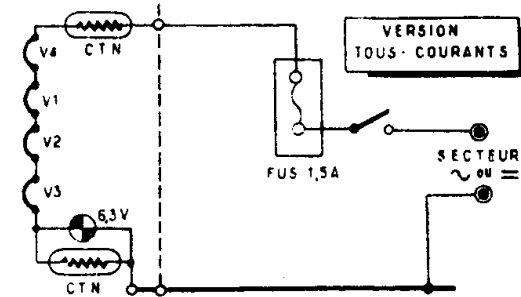 VERSION
TOUS-COURANTS
V4
CTN
V1
V2
V3
FUS 1,5A
SECTEUR
~ OU =
6,3V
CTN